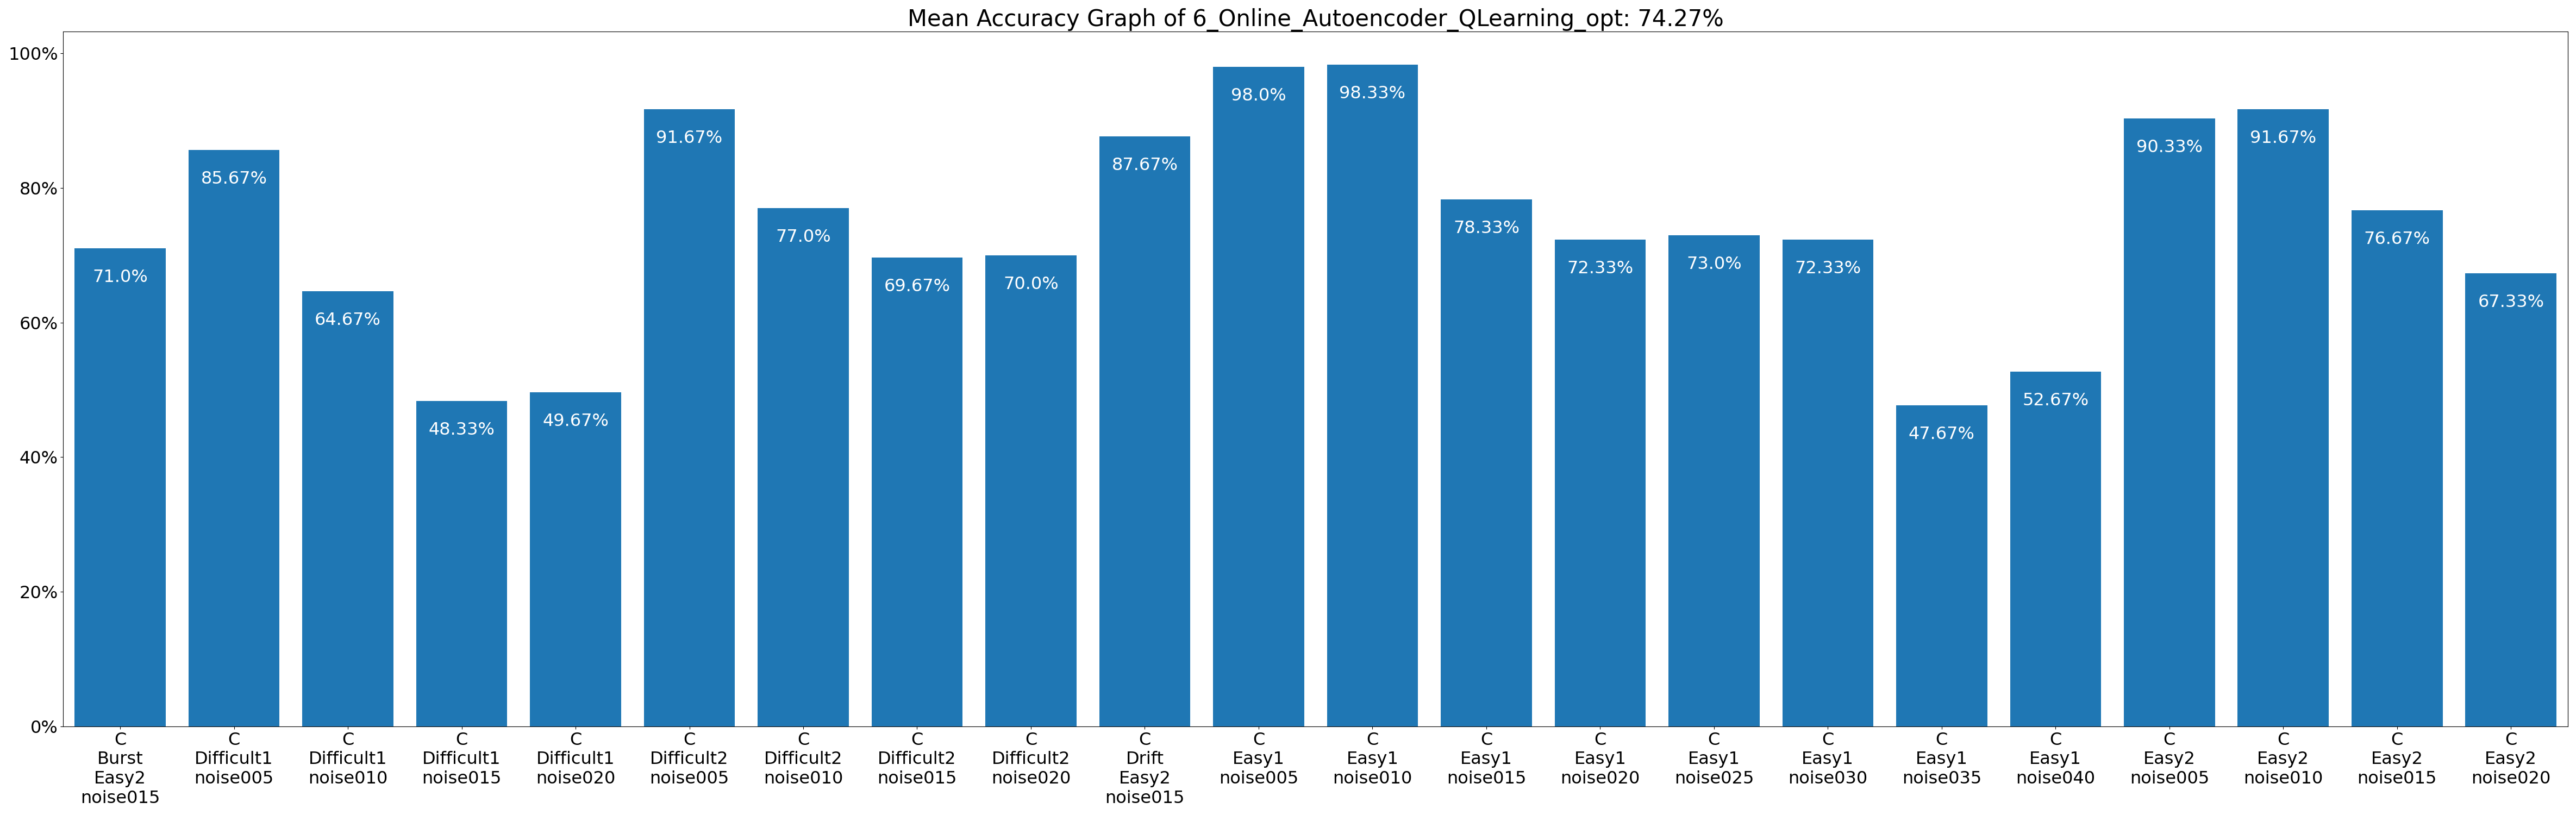 Mean Accuracy Graph of 6_Online_Autoencoder_QLearning_opt: 74.27%
100%
80%
60%
40%
20%
0%
71.0%
85.67%
64.67%
48.33%
49.67%
91.67%
77.0%
69.67%
70.0%
87.67%
98.0%
98.33%
78.33%
72.33%
73.0%
72.33%
47.67%
52.67%
90.33%
91.67%
76.67%
67.33%
C
Burst
Easy2
noise015
C
Difficult1
noise005
C
Difficult1
noise010
C
Difficult1
noise015
C
Difficult1
noise020
C
Difficult2
noise005
C
Difficult2
noise010
C
Difficult2
noise015
C
Difficult2
noise020
C
Drift
Easy2
noise015
C
Easy1
noise005
C
Easy1
noise010
C
Easy1
noise015
C
Easy1
noise020
C
Easy1
noise025
C
Easy1
noise030
C
Easy1
noise035
C
Easy1
noise040
C
Easy2
noise005
C
Easy2
noise010
C
Easy2
noise015
C
Easy2
noise020